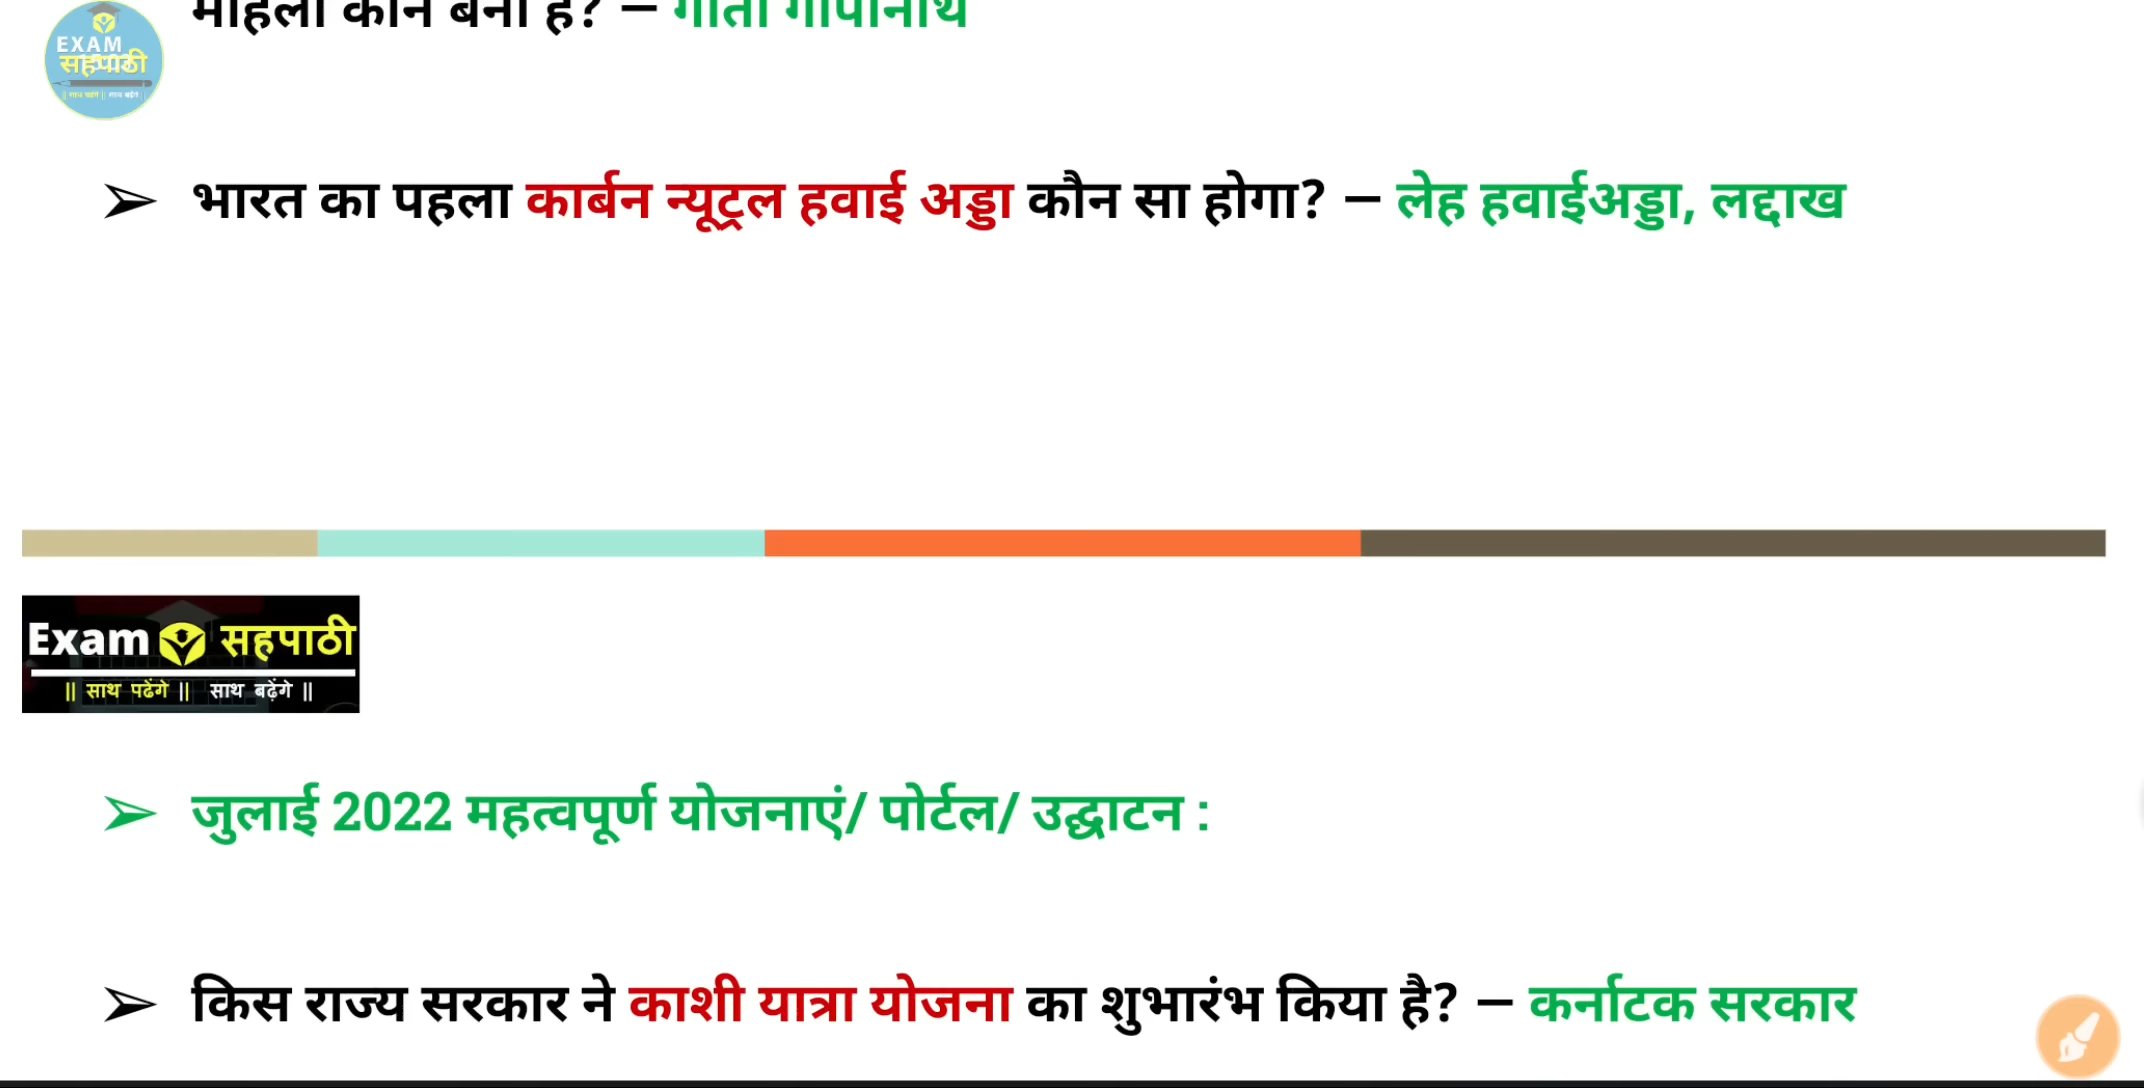 महिला कौन बनी है? – गीता गोपीनाथ
EXAM
सहपाठी
➢ भारत का पहला कार्बन न्यूट्रल हवाई अड्डा कौन सा होगा? – लेह हवाईअड्डा, लद्दाख
Exam सहपाठी
|| साथ पढेंगे || साथ बढ़ेंगे ||
➢ जुलाई 2022 महत्वपूर्ण योजनाएं/ पोर्टल/ उद्घाटन :
➢ किस राज्य सरकार ने काशी यात्रा योजना का शुभारंभ किया है? – कर्नाटक सरकार